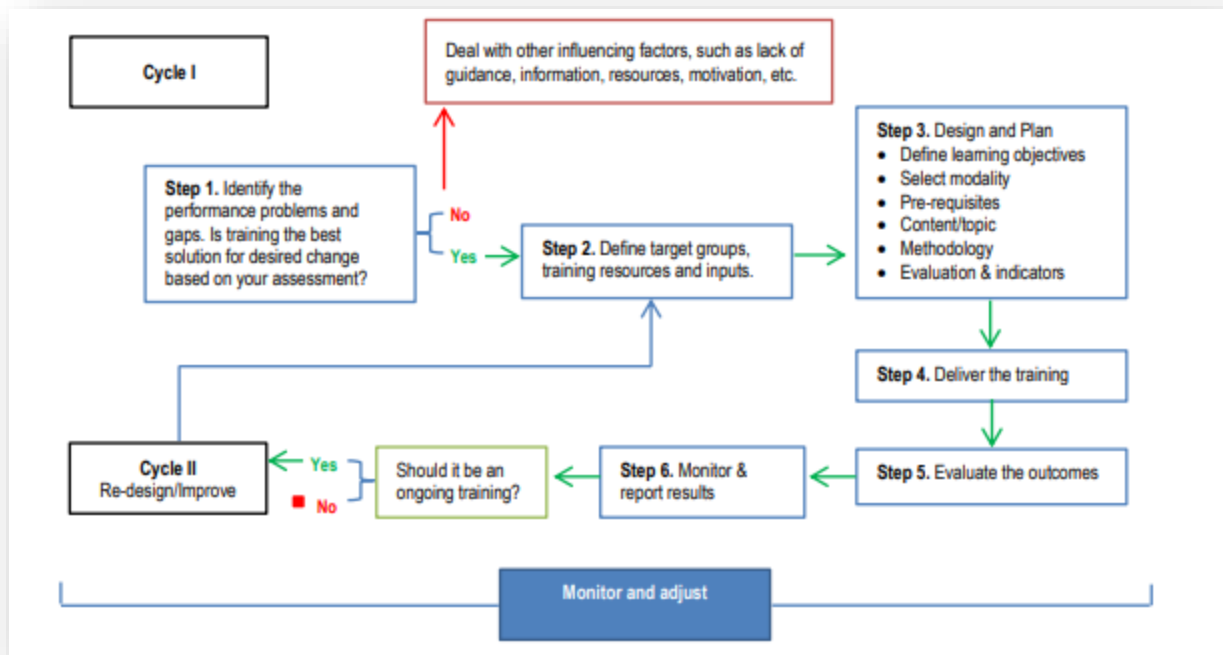 Cycle I
Deal with other influencing factors, such as lack of
guidance, information, resources, motivation, etc.
Step 1. Identify the
performance problems and
gaps. Is training the best
solution for desired change
based on your assessment?
No
Yes
Step 2. Define target groups,
training resources and inputs.
Step 3. Design and Plan
• Define learning objectives
• Select modality
• Pre-requisites
• Content/topic
• Methodology
• Evaluation & indicators
Step 4. Deliver the training
Step 5. Evaluate the outcomes
Step 6. Monitor &
report results
Should it be an
ongoing training?
Yes
No
Cycle II
Re-design/Improve
Monitor and adjust